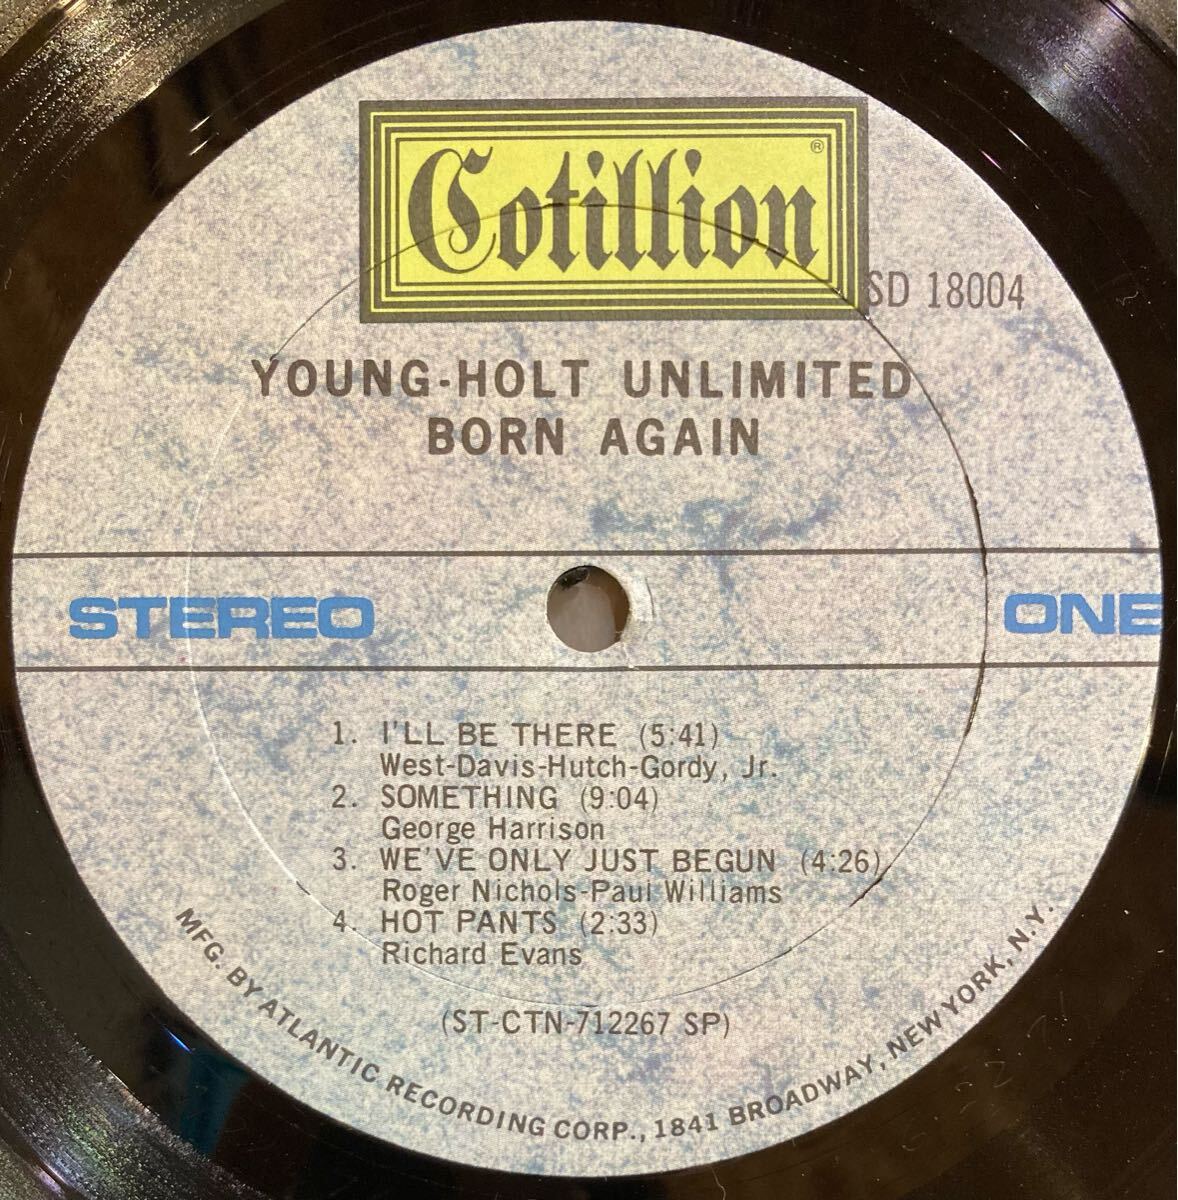 Cotillion ®
SD 18004
YOUNG-HOLT UNLIMITED
BORN AGAIN
STEREO
ONE
1. I'LL BE THERE (5:41)
West-Davis-Hutch-Gordy, Jr.
2. SOMETHING (9:04)
George Harrison
3. WE'VE ONLY JUST BEGUN (4:26)
Roger Nichols-Paul Williams
4. HOT PANTS (2:33)
Richard Evans
(ST-CTN-712267 SP)
MFG. BY ATLANTIC RECORDING CORP., 1841 BROADWAY, NEW YORK, N.Y.